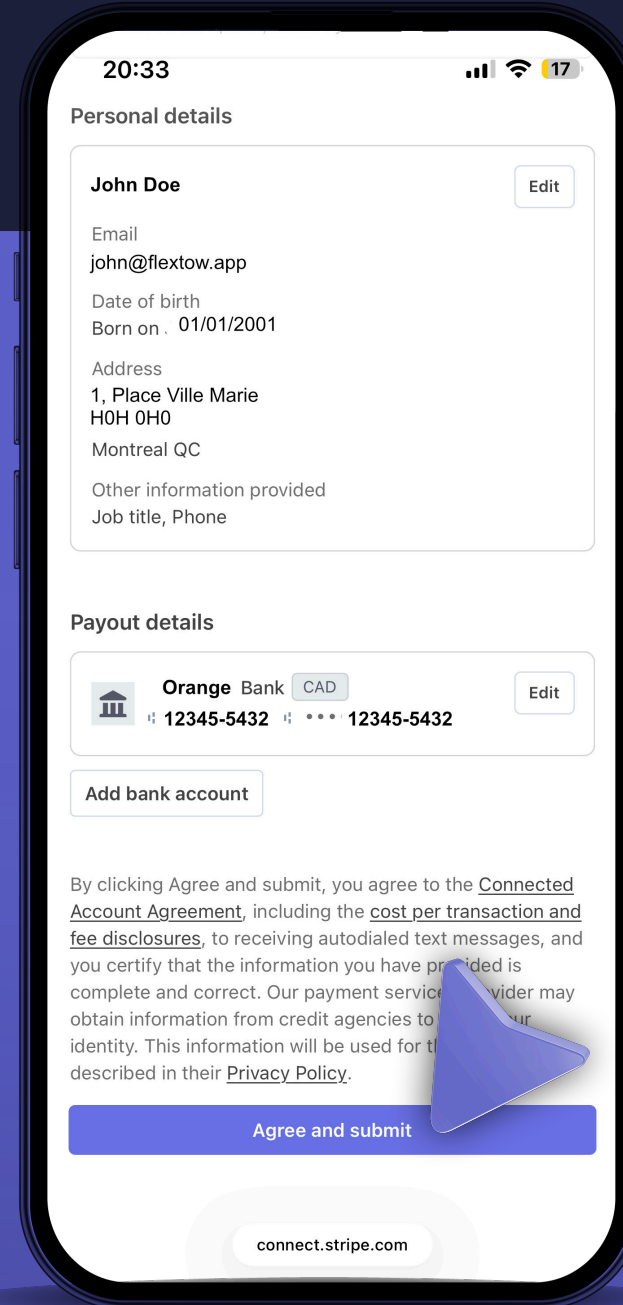 20:33
17
Personal details
John Doe
Edit
Email
john@flextow.app
Date of birth
Born on 01/01/2001
Address
1, Place Ville Marie
H0H 0H0
Montreal QC
Other information provided
Job title, Phone
Payout details
Orange Bank CAD
Edit
12345-5432 •••• 12345-5432
Add bank account
By clicking Agree and submit, you agree to the Connected
Account Agreement, including the cost per transaction and
fee disclosures, to receiving autodialed text messages, and
you certify that the information you have is
complete and correct. Our payment service may
obtain information from credit agencies to
identity. This information will be used for
described in their Privacy Policy.
Agree and submit
connect.stripe.com